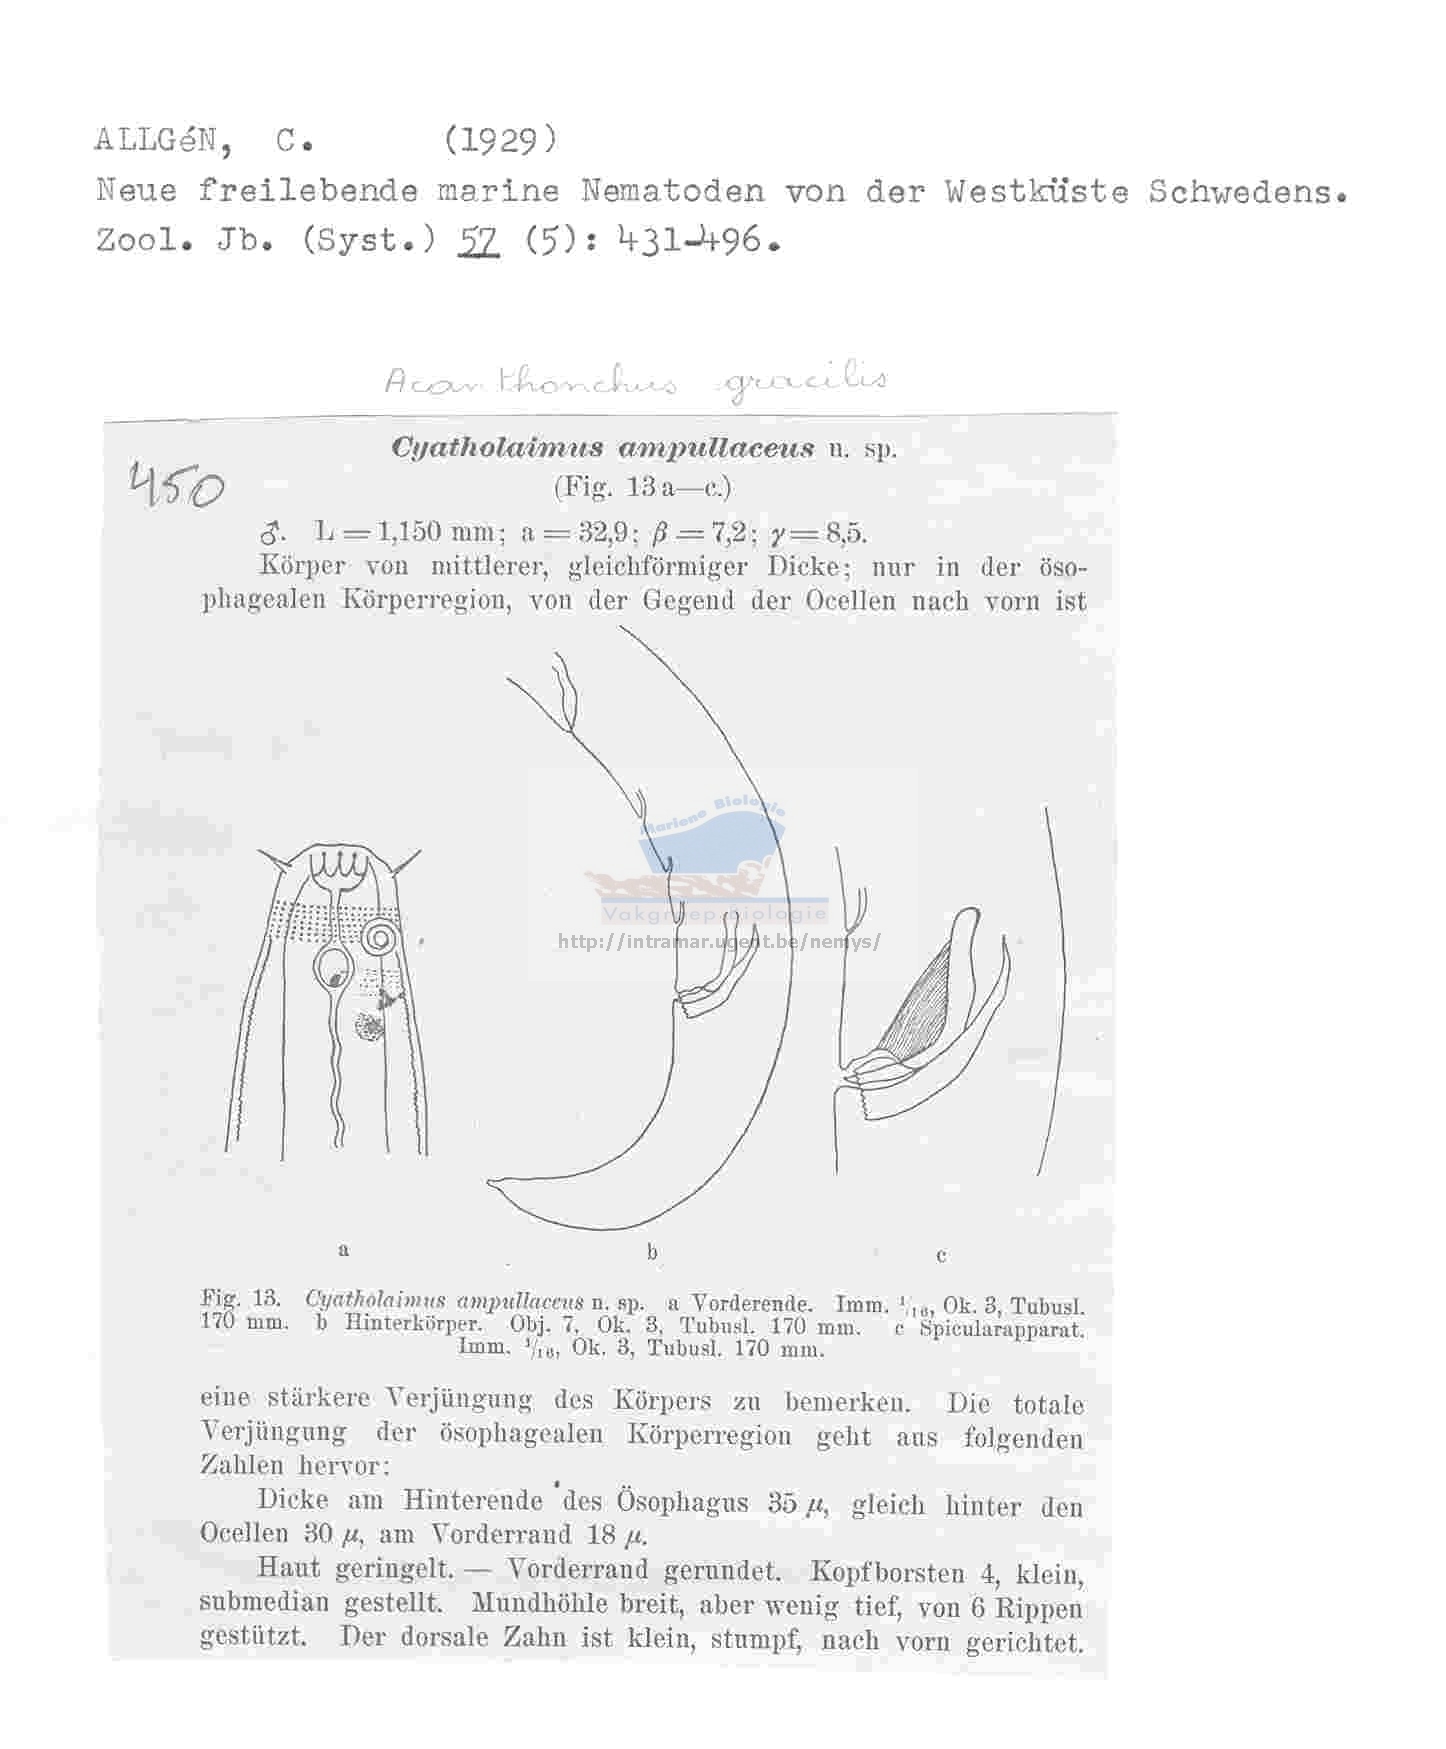 ALLGéN, C. (1929)
Neue freilebende marine Nematoden von der Westküste Schwedens.
Zool. Jb. (Syst.) 57 (5): 431-496.
Acanthonchus gracilis
Cyatholaimus ampullaceus n. sp.
450
(Fig. 13 a—c.)
♂. L = 1,150 mm; a = 32,9; β = 7,2; γ = 8,5.
Körper von mittlerer, gleichförmiger Dicke; nur in der öso-
phagealen Körperregion, von der Gegend der Ocellen nach vorn ist
Mariene Biologie
Vakgroep Biologie
http://intramar.ugent.be/nemys/
a b c
Fig. 13. Cyatholaimus ampullaceus n. sp. a Vorderende. Imm. 1/16, Ok. 3, Tubusl.
170 mm. b Hinterkörper. Obj. 7, Ok. 3, Tubusl. 170 mm. c Spicularapparat.
Imm. 1/16, Ok. 3, Tubusl. 170 mm.
eine stärkere Verjüngung des Körpers zu bemerken. Die totale
Verjüngung der ösophagealen Körperregion geht aus folgenden
Zahlen hervor:
Dicke am Hinterende des Ösophagus 35 μ, gleich hinter den
Ocellen 30 μ, am Vorderrand 18 μ.
Haut geringelt. — Vorderrand gerundet. Kopfborsten 4, klein,
submedian gestellt. Mundhöhle breit, aber wenig tief, von 6 Rippen
gestützt. Der dorsale Zahn ist klein, stumpf, nach vorn gerichtet.